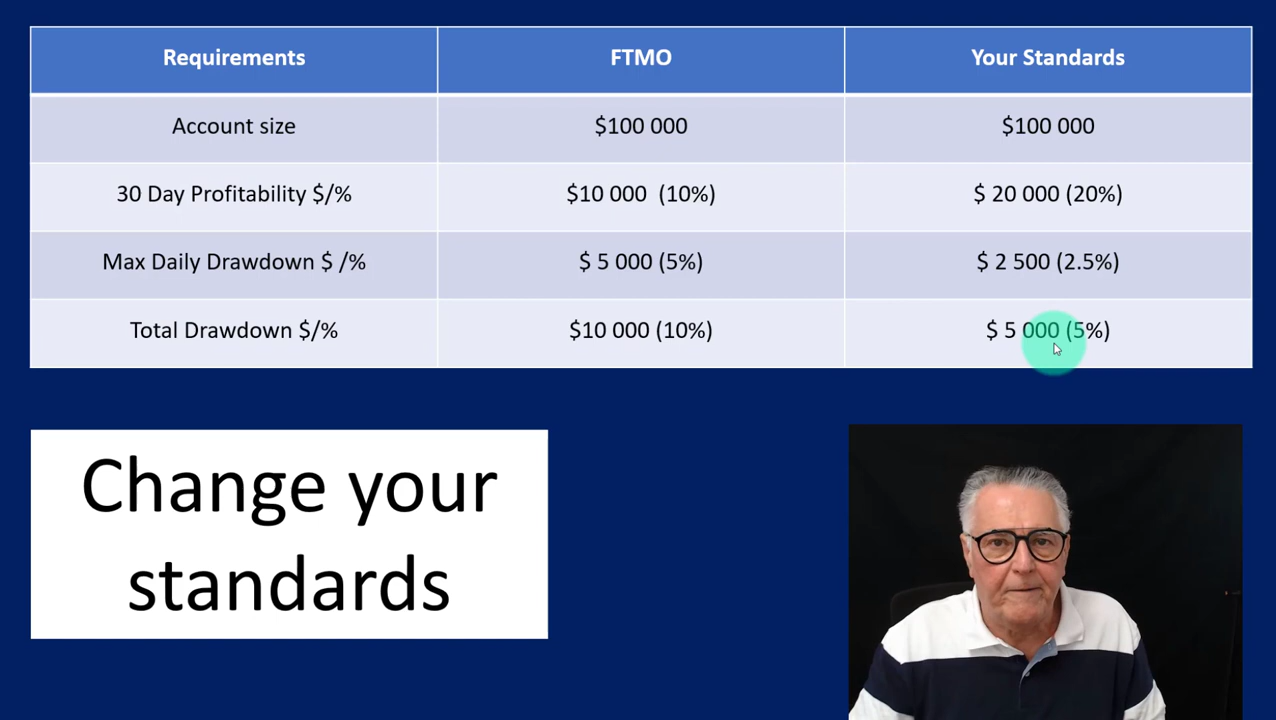 Requirements FTMO Your Standards
Account size $100 000 $100 000
30 Day Profitability $/% $10 000  (10%) $ 20 000 (20%)
Max Daily Drawdown $ /% $ 5 000 (5%) $ 2 500 (2.5%)
Total Drawdown $/% $10 000 (10%) $ 5 000 (5%)
Change your
standards